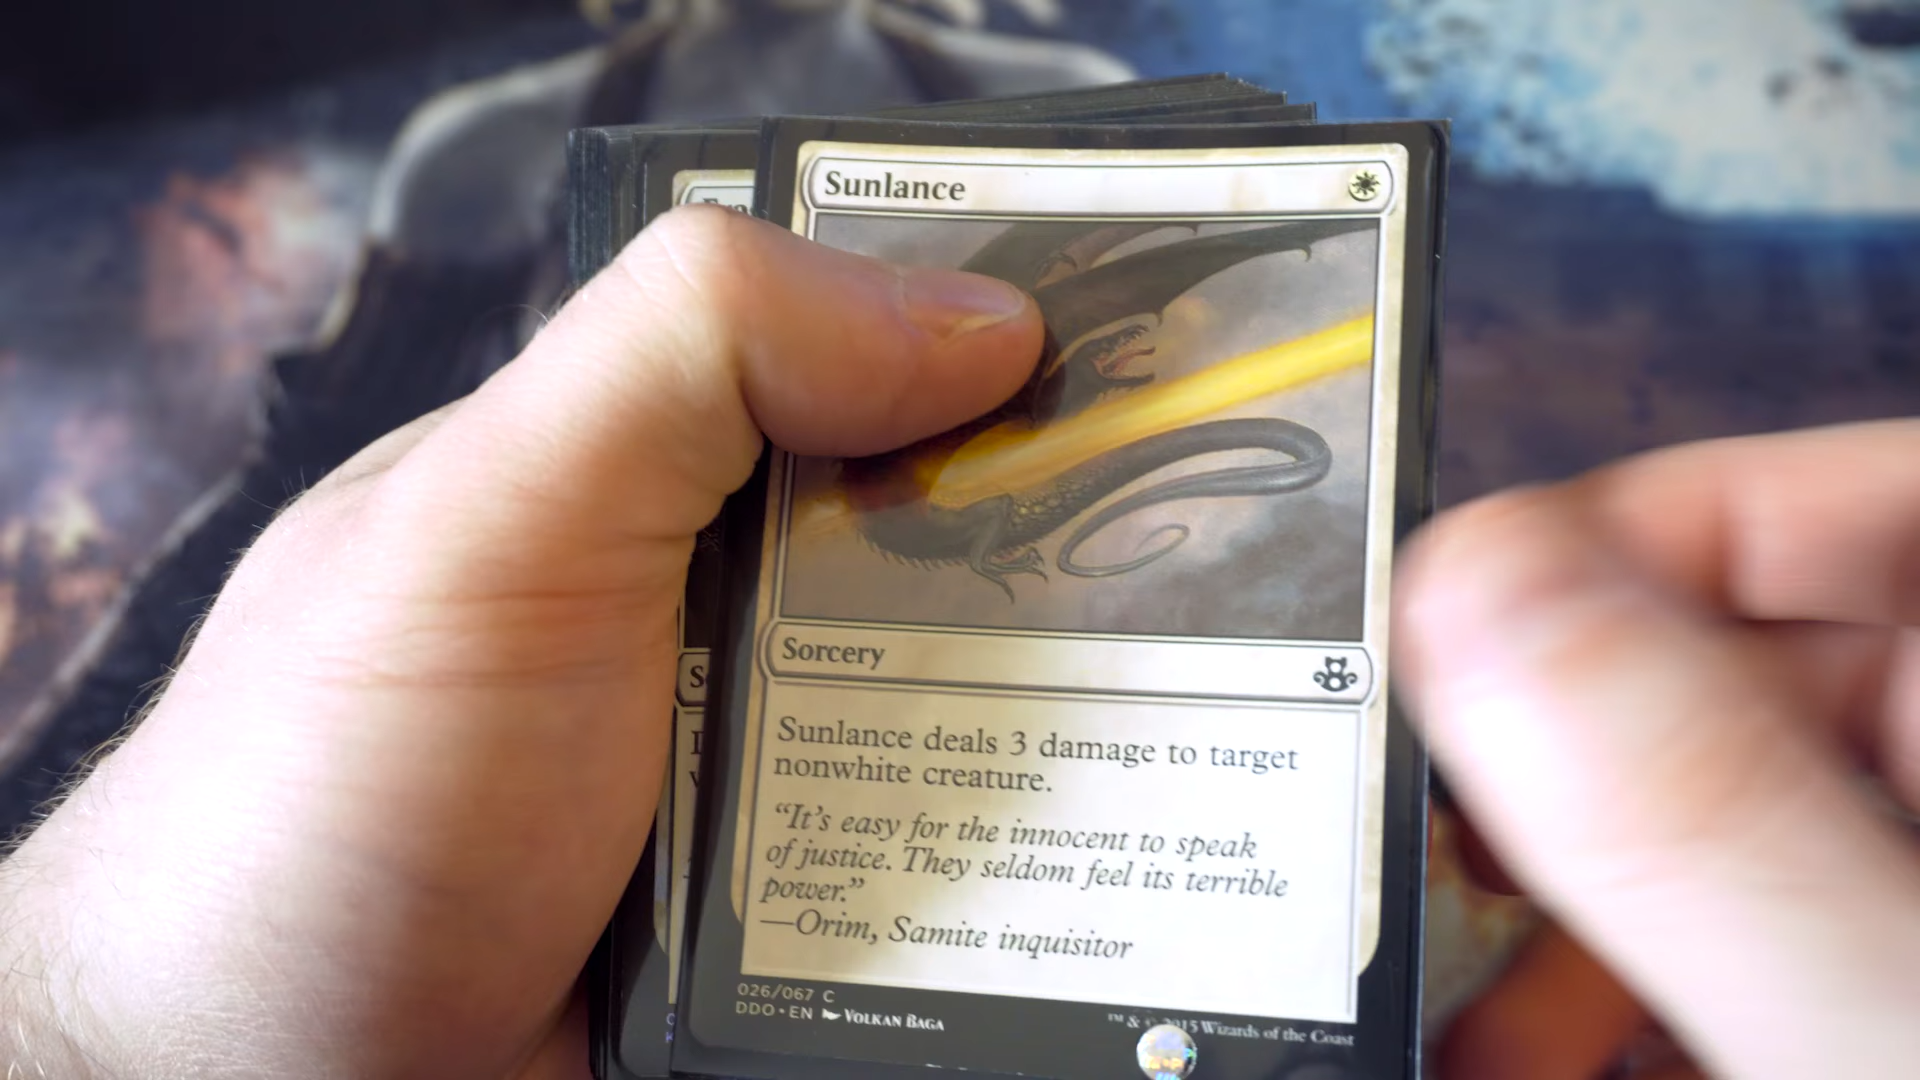 Sunlance
Sorcery
Sunlance deals 3 damage to target
nonwhite creature.
“It’s easy for the innocent to speak
of justice. They seldom feel its terrible
power.”
—Orim, Samite inquisitor
026/067 C
DDO • EN VOLKAN BAGA
™ & © 2015 Wizards of the Coast